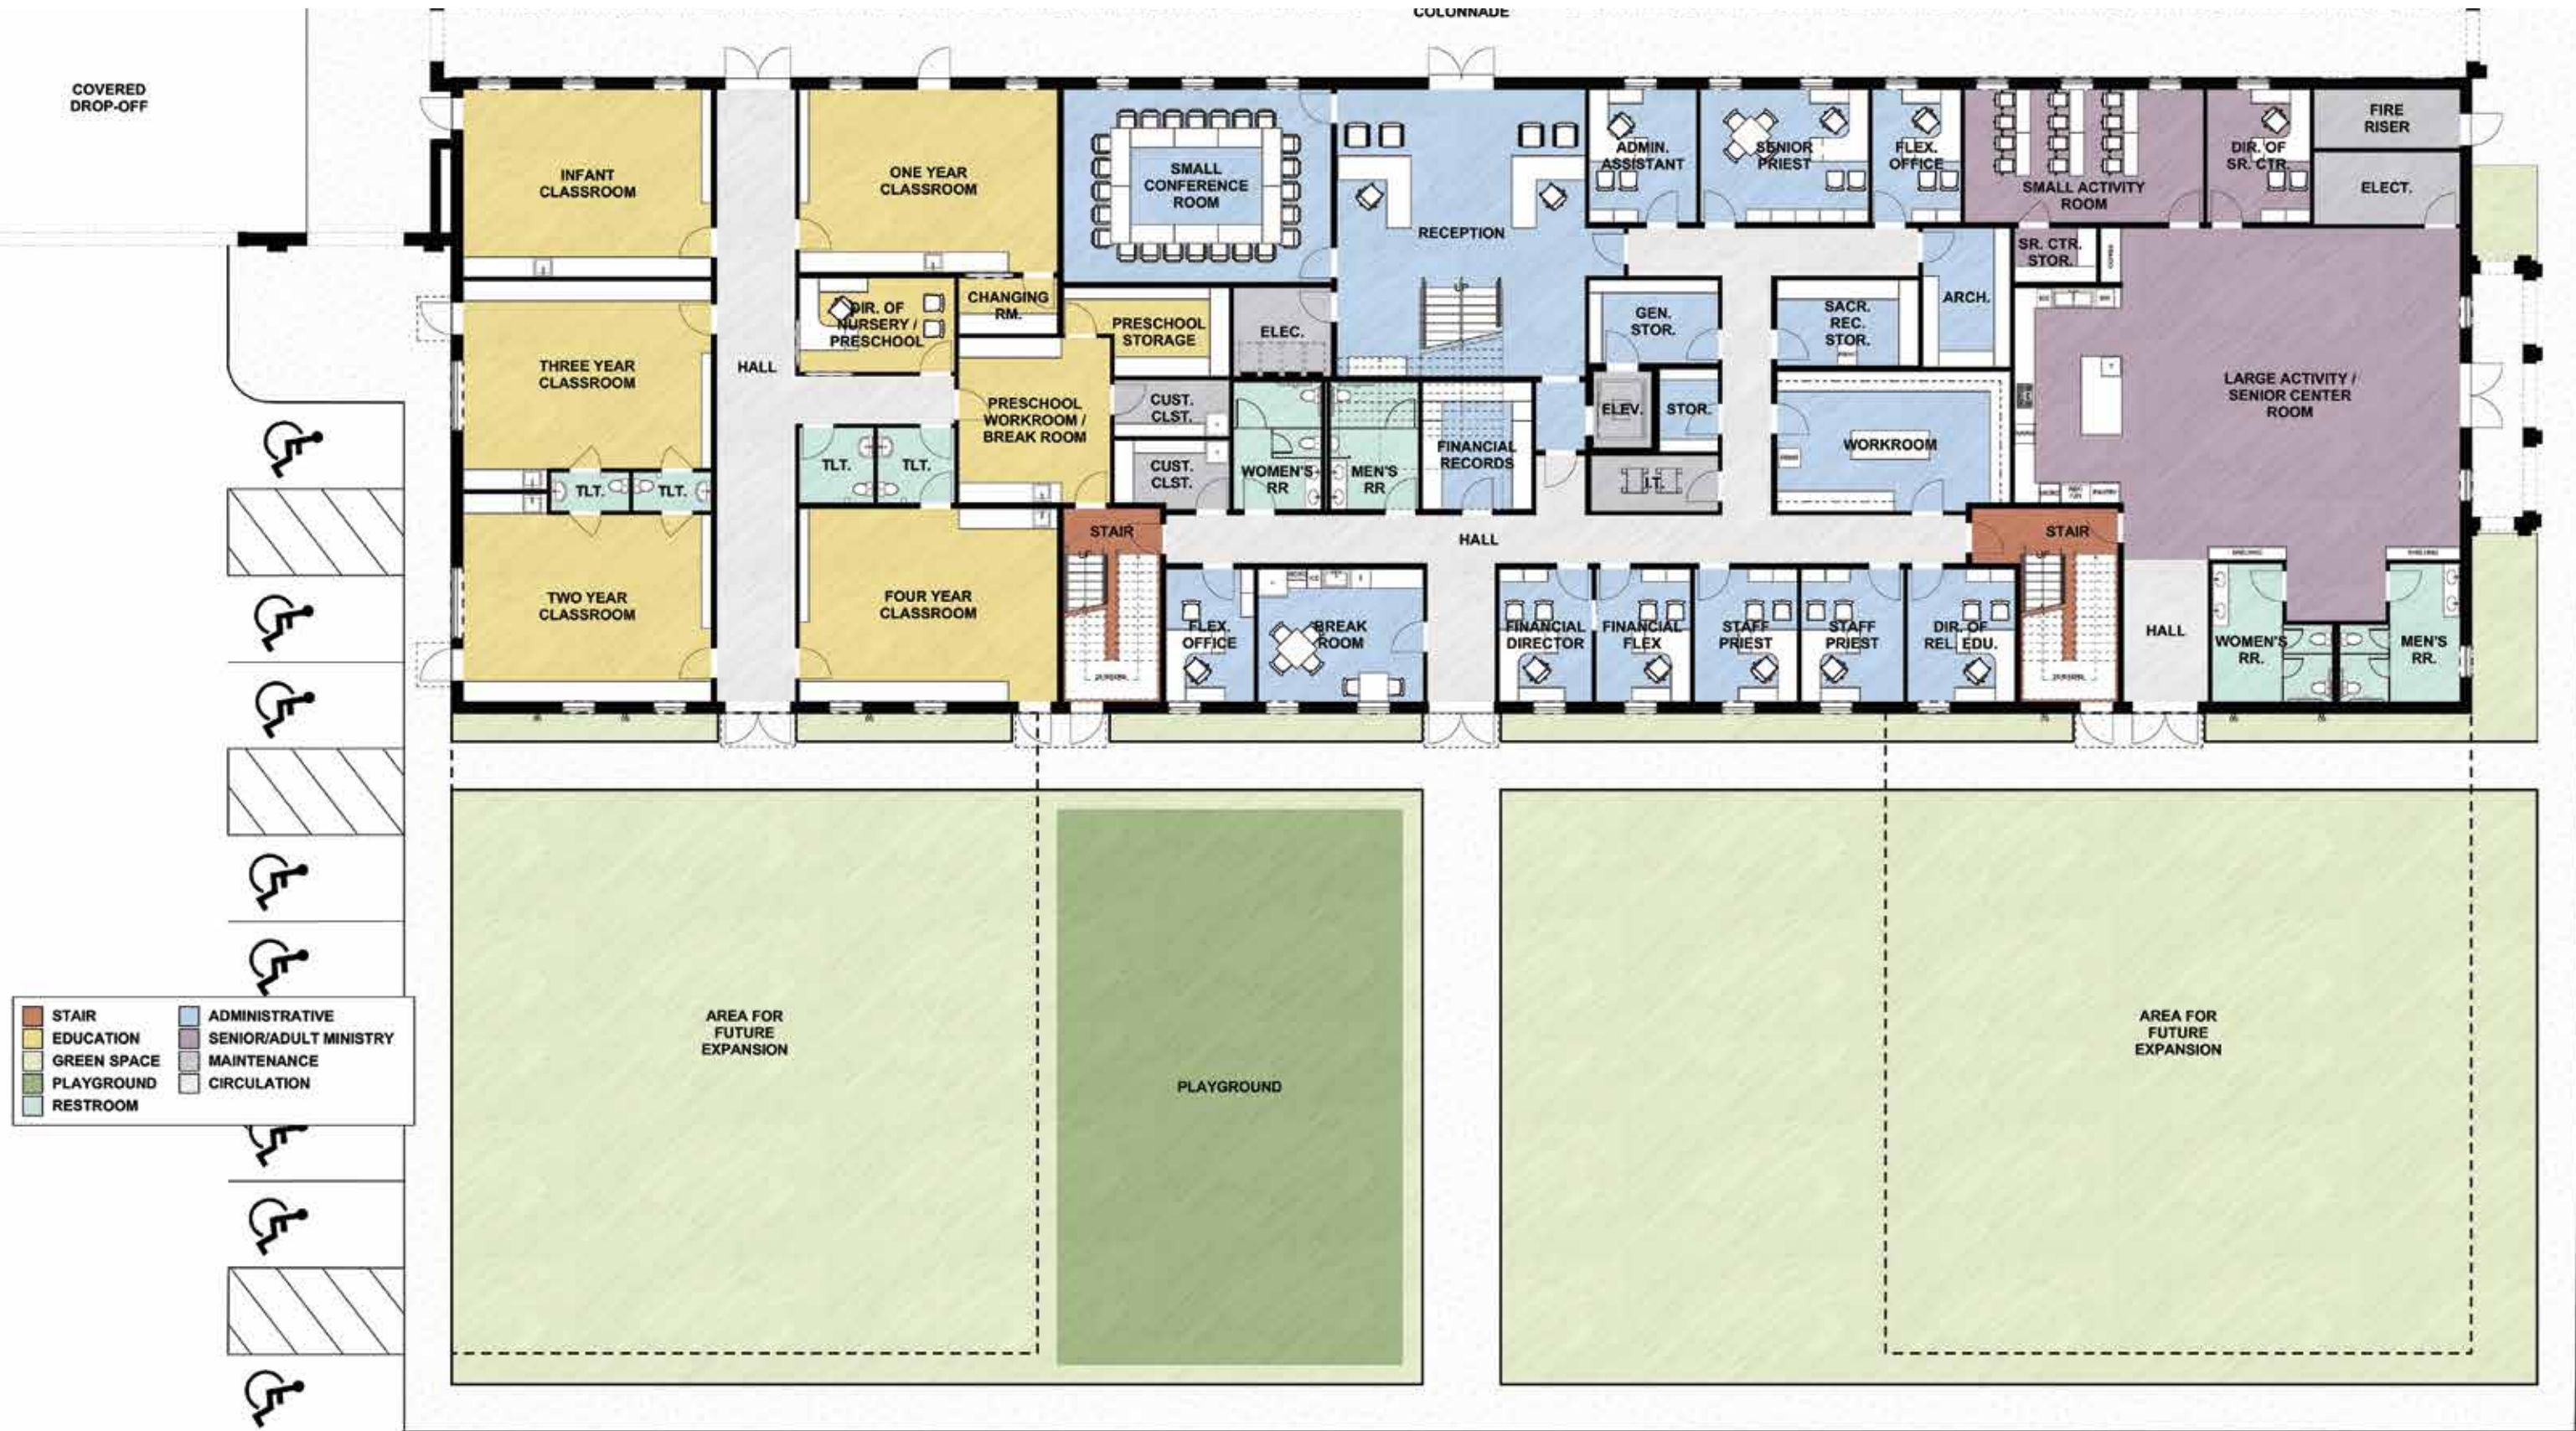 COLONNADE
COVERED
DROP-OFF
INFANT
CLASSROOM
ONE YEAR
CLASSROOM
SMALL
CONFERENCE
ROOM
RECEPTION
UP
ADMIN.
ASSISTANT
SENIOR
PRIEST
FLEX.
OFFICE
SMALL ACTIVITY
ROOM
DIR. OF
SR. CTR.
FIRE
RISER
ELECT.
SR. CTR.
STOR.
THREE YEAR
CLASSROOM
HALL
DIR. OF
NURSERY /
PRESCHOOL
CHANGING
RM.
PRESCHOOL
STORAGE
ELEC.
GEN.
STOR.
SACR.
REC.
STOR.
ARCH.
LARGE ACTIVITY /
SENIOR CENTER
ROOM
PRESCHOOL
WORKROOM /
BREAK ROOM
CUST.
CLST.
CUST.
CLST.
TLT.
TLT.
WOMEN'S
RR
MEN'S
RR
FINANCIAL
RECORDS
ELEV.
STOR.
I.T.
WORKROOM
TLT.
TLT.
STAIR
UP
HALL
STAIR
UP
TWO YEAR
CLASSROOM
FOUR YEAR
CLASSROOM
FLEX.
OFFICE
BREAK
ROOM
FINANCIAL
DIRECTOR
FINANCIAL
FLEX
STAFF
PRIEST
STAFF
PRIEST
DIR. OF
REL. EDU.
HALL
WOMEN'S
RR.
MEN'S
RR.
STAIR
EDUCATION
GREEN SPACE
PLAYGROUND
RESTROOM
ADMINISTRATIVE
SENIOR/ADULT MINISTRY
MAINTENANCE
CIRCULATION
AREA FOR
FUTURE
EXPANSION
PLAYGROUND
AREA FOR
FUTURE
EXPANSION